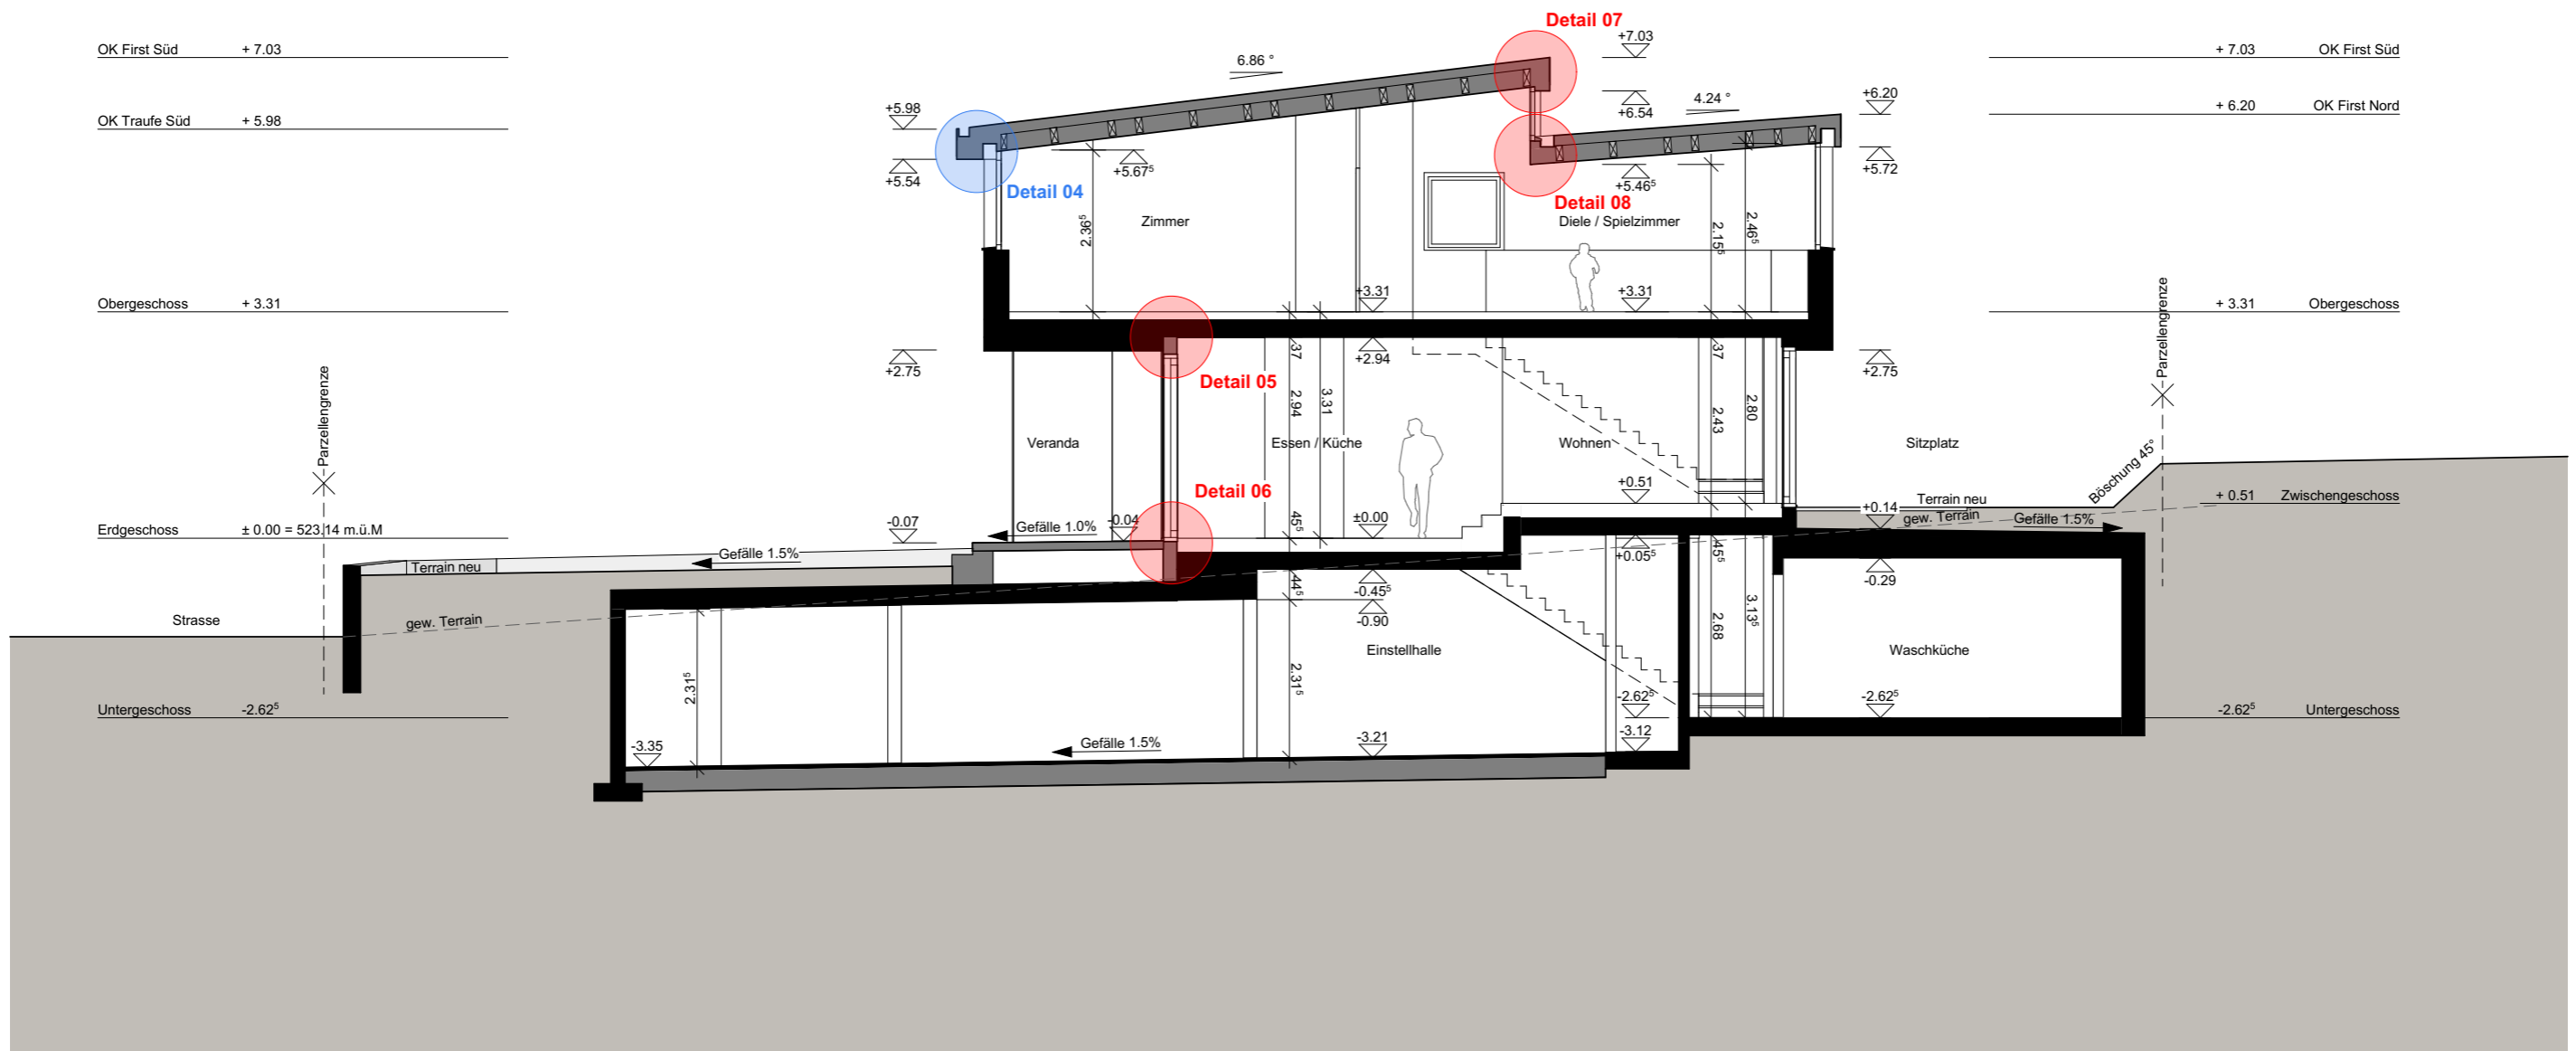 Detail 07
OK First Süd + 7.03
+7.03
+ 7.03 OK First Süd
6.86 °
4.24 °
+5.98
+6.54
+6.20
+ 6.20 OK First Nord
OK Traufe Süd + 5.98
+5.54
+5.67⁵
+5.46⁵
+5.72
Detail 04
Detail 08
Zimmer
Diele / Spielzimmer
2.36⁵
2.15⁵
2.46⁵
Obergeschoss + 3.31
+3.31
+3.31
+ 3.31 Obergeschoss
Parzellengrenze
Parzellengrenze
+2.75
37
+2.94
37
+2.75
Detail 05
2.94
3.31
2.43
2.80
Veranda
Essen / Küche
Wohnen
Sitzplatz
Böschung 45°
Detail 06
+0.51
Terrain neu
+ 0.51 Zwischengeschoss
Erdgeschoss ± 0.00 = 523.14 m.ü.M
-0.07
Gefälle 1.0%
-0.04
45⁵
±0.00
+0.14
gew. Terrain
Gefälle 1.5%
Gefälle 1.5%
Terrain neu
+0.05⁵
45⁵
44⁵
-0.45⁵
-0.29
-0.90
Strasse
gew. Terrain
2.68
3.13⁵
Einstellhalle
Waschküche
2.31⁵
2.31⁵
Untergeschoss -2.62⁵
-2.62⁵
-2.62⁵
-2.62⁵ Untergeschoss
-3.35
Gefälle 1.5%
-3.21
-3.12